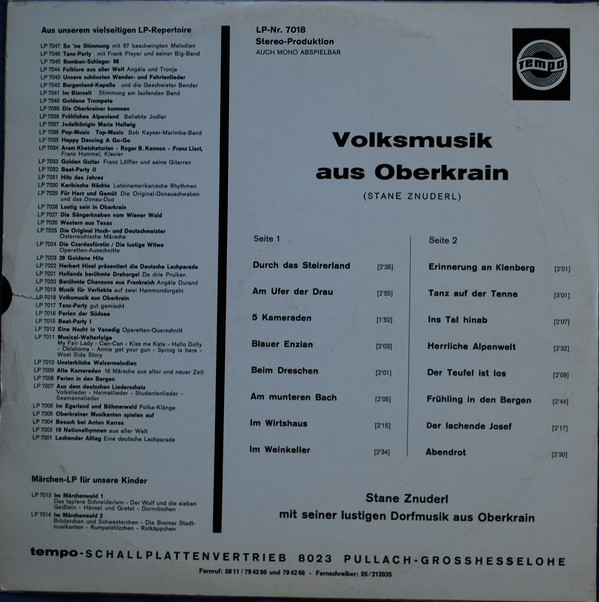 Aus unserem vielseitigen LP-Repertoire
LP 7047 So 'ne Stimmung mit 57 beschwingten Melodien
LP 7046 Tanz-Party mit Frank Player und seiner Big-Band
LP 7045 Bomben-Schlager 68
LP 7044 Folklore aus aller Welt Angéla und Tronje
LP 7043 Unsere schönsten Wander- und Fahrtenlieder
LP 7042 Burgenland-Kapelle und die Geschwister Bender
LP 7041 Im Bierzelt Stimmung am laufenden Band
LP 7040 Goldene Trompete
LP 7039 Die Oberkrainer kommen
LP 7038 Fröhliches Alpenland Beliebte Jodler
LP 7037 Jodelkönigin Maria Hellwig
LP 7036 Pop-Music Top-Music Bob Kayser-Marimba-Band
LP 7035 Happy Dancing A Go-Go
LP 7034 Aram Khatchaturian - Roger B. Kennon - Franz Liszt,
Franz Hummel, Klavier
LP 7033 Golden Guitar Franz Löffler und seine Gitarren
LP 7032 Beat-Party II
LP 7031 Hits des Jahres
LP 7030 Karibische Nächte Lateinamerikanische Rhythmen
LP 7029 Für Herz und Gemüt Die Original-Donauschwaben
und das Donau-Duo
LP 7028 Lustig sein in Oberkrain
LP 7027 Die Sängerknaben vom Wiener Wald
LP 7026 Western aus Texas
LP 7025 Die Original Hoch- und Deutschmeister
Österreichische Märsche
LP 7024 Die Czardasfürstin / Die lustige Witwe
Operetten-Ausschnitte
LP 7023 28 Goldene Hits
LP 7022 Herbert Hisel präsentiert die Deutsche Lachparade
LP 7021 Hollands berühmte Drehorgel De drie Pruiken
LP 7020 Berühmte Chansons aus Frankreich Angèle Durand
LP 7019 Musik für Verliebte auf zwei Hammondorgeln
LP 7018 Volksmusik aus Oberkrain
LP 7017 Tanz-Party gut gemischt
LP 7016 Perlen der Südsee
LP 7015 Beat-Party I
LP 7012 Eine Nacht in Venedig Operetten-Querschnitt
LP 7011 Musical-Welterfolge
My Fair Lady - Can-Can - Kiss me Kate - Hallo Dolly
- Oklahoma - Annie get your gun - Spring is here -
West Side Story
LP 7010 Unsterbliche Walzermelodien
LP 7009 Alte Kameraden 16 Märsche aus alter und neuer Zeit
LP 7008 Ferien in den Bergen
LP 7007 Aus dem deutschen Liederschatz
Volkslieder - Heimatlieder - Studentenlieder -
Seemannslieder
LP 7006 Im Egerland und Böhmerwald Polka-Klänge
LP 7005 Oberkrainer Musikanten spielen auf
LP 7004 Besuch bei Anton Karras
LP 7003 19 Nationalhymnen aus aller Welt
LP 7001 Lachender Alltag Eine deutsche Lachparade
Märchen-LP für unsere Kinder
LP 7013 Im Märchenwald 1
Das tapfere Schneiderlein - Der Wolf und die sieben
Geißlein - Hänsel und Gretel - Dornröschen
LP 7014 Im Märchenwald 2
Brüderchen und Schwesterchen - Die Bremer Stadt-
musikanten - Rumpelstilzchen - Rotkäppchen
LP-Nr. 7018
Stereo-Produktion
AUCH MONO ABSPIELBAR
TEMPO
Volksmusik
aus Oberkrain
(STANE ZNUDERL)
Seite 1
Durch das Steirerland [2'35]
Am Ufer der Drau [2'55]
5 Kameraden [1'52]
Blauer Enzian [2'03]
Beim Dreschen [2'01]
Am munteren Bach [2'05]
Im Wirtshaus [2'15]
Im Weinkeller [2'34]
Seite 2
Erinnerung an Kienberg [2'01]
Tanz auf der Tenne [3'01]
Ins Tal hinab [2'07]
Herrliche Alpenwelt [2'32]
Der Teufel ist los [2'09]
Frühling in den Bergen [2'44]
Der lachende Josef [2'17]
Abendrot [2'30]
Stane Znuderl
mit seiner lustigen Dorfmusik aus Oberkrain
tempo-SCHALLPLATTENVERTRIEB 8023 PULLACH-GROSSHESSELOHE
Fernruf: 08 11 / 79 42 66 und 79 42 86 - Fernschreiber: 05/212035